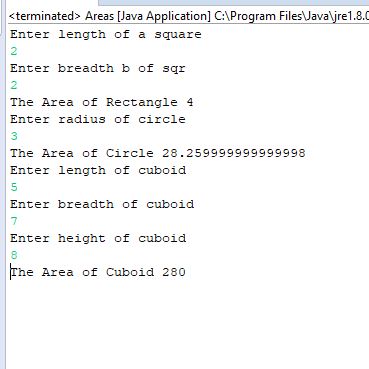 <terminated> Areas [Java Application] C:\Program Files\Java\jre1.8.0
Enter length of a square
2
Enter breadth b of sqr
2
The Area of Rectangle 4
Enter radius of circle
3
The Area of Circle 28.259999999999998
Enter length of cuboid
5
Enter breadth of cuboid
7
Enter height of cuboid
8
The Area of Cuboid 280